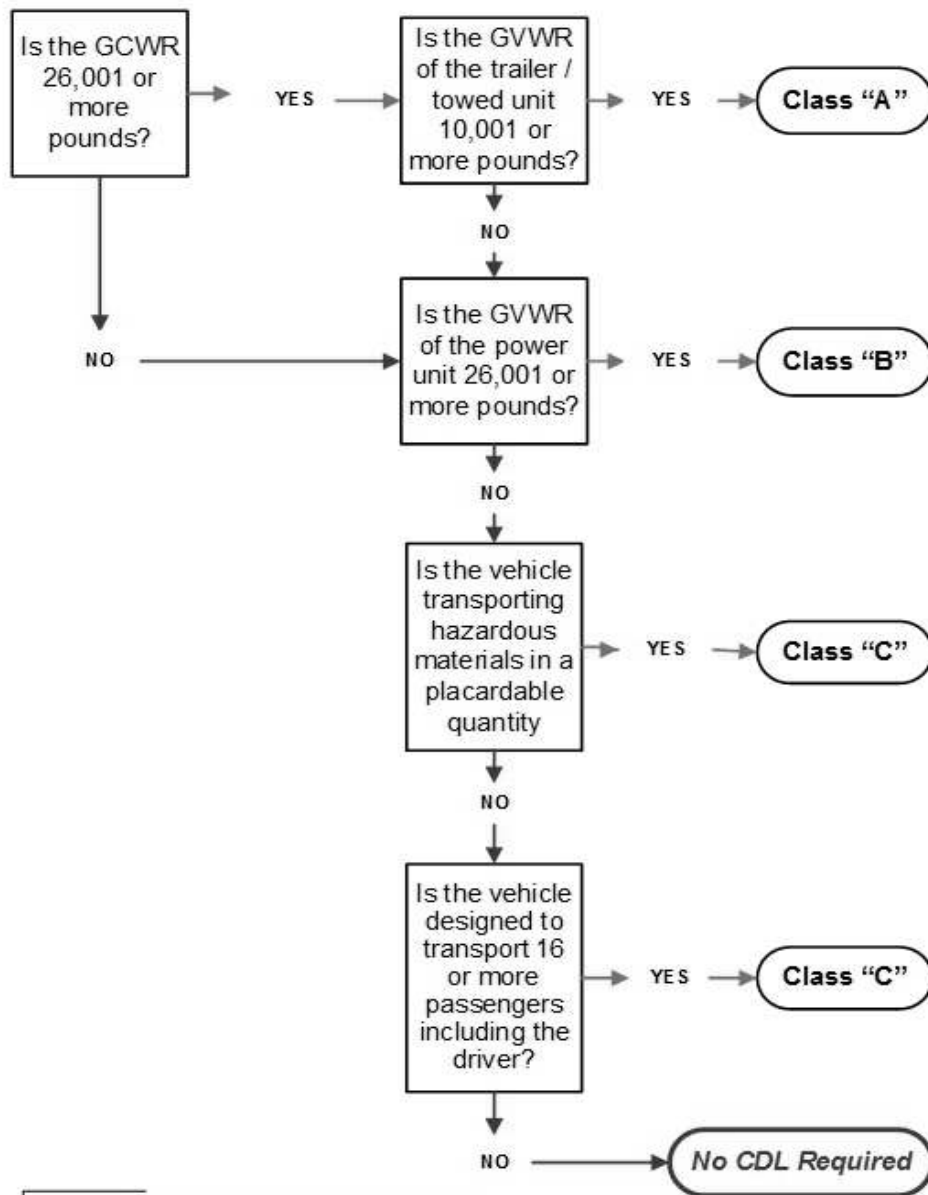 Is the GCWR
26,001 or
more
pounds?
YES
Is the GVWR
of the trailer /
towed unit
10,001 or
more pounds?
YES
Class “A”
NO
NO
Is the GVWR
of the power
unit 26,001 or
more pounds?
YES
Class “B”
NO
Is the vehicle
transporting
hazardous
materials in a
placardable
quantity
YES
Class “C”
NO
Is the vehicle
designed to
transport 16
or more
passengers
including the
driver?
YES
Class “C”
NO
No CDL Required